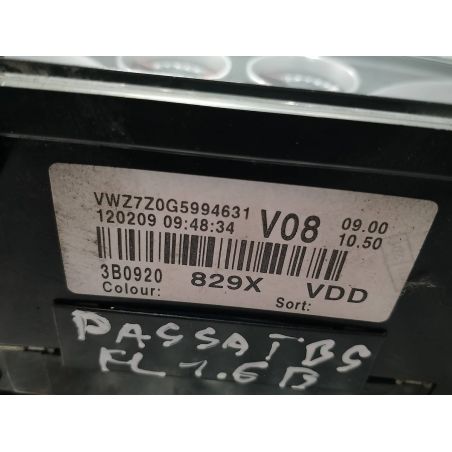 VWZ7Z0G5994631
120209 09:48:34 V08 09.00
10.50
3B0920 829X VDD
Colour: Sort:
PASSAT B5
FL 1.6 B